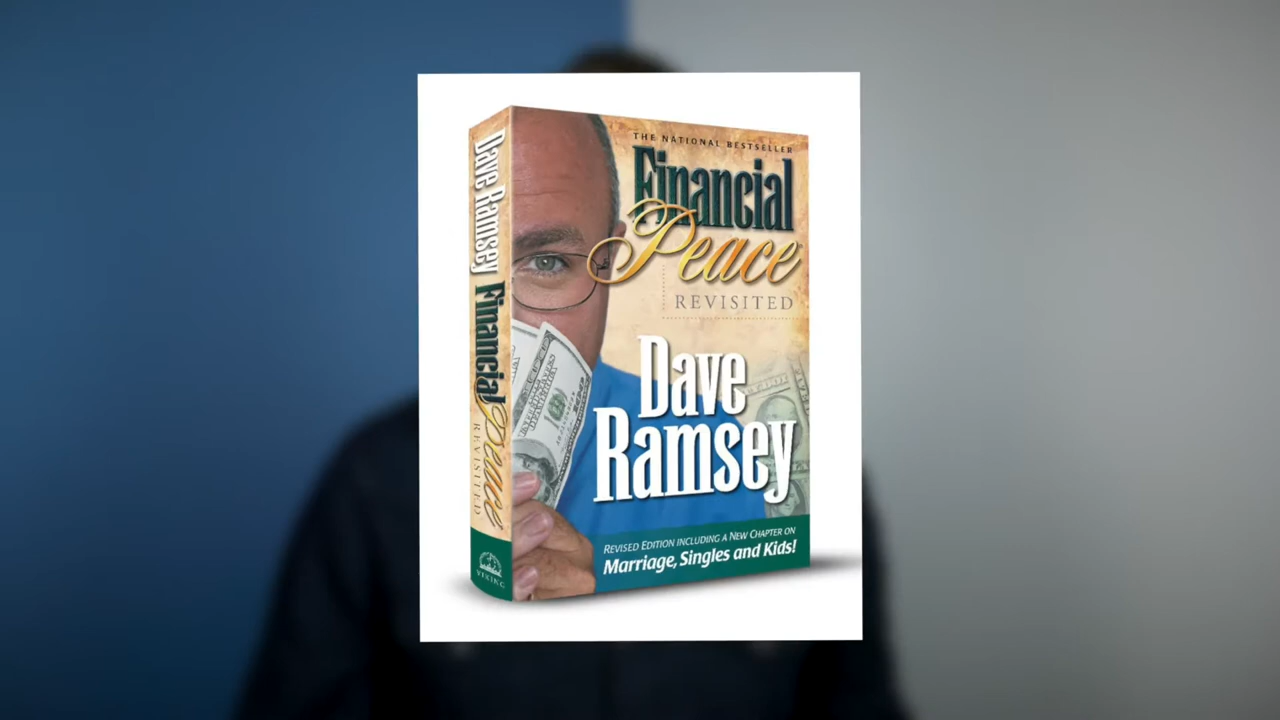 Dave Ramsey Financial Peace REVISITED
VIKING
THE NATIONAL BESTSELLER
Financial
Peace
REVISITED
Dave
Ramsey
REVISED EDITION INCLUDING A NEW CHAPTER ON
Marriage, Singles and Kids!